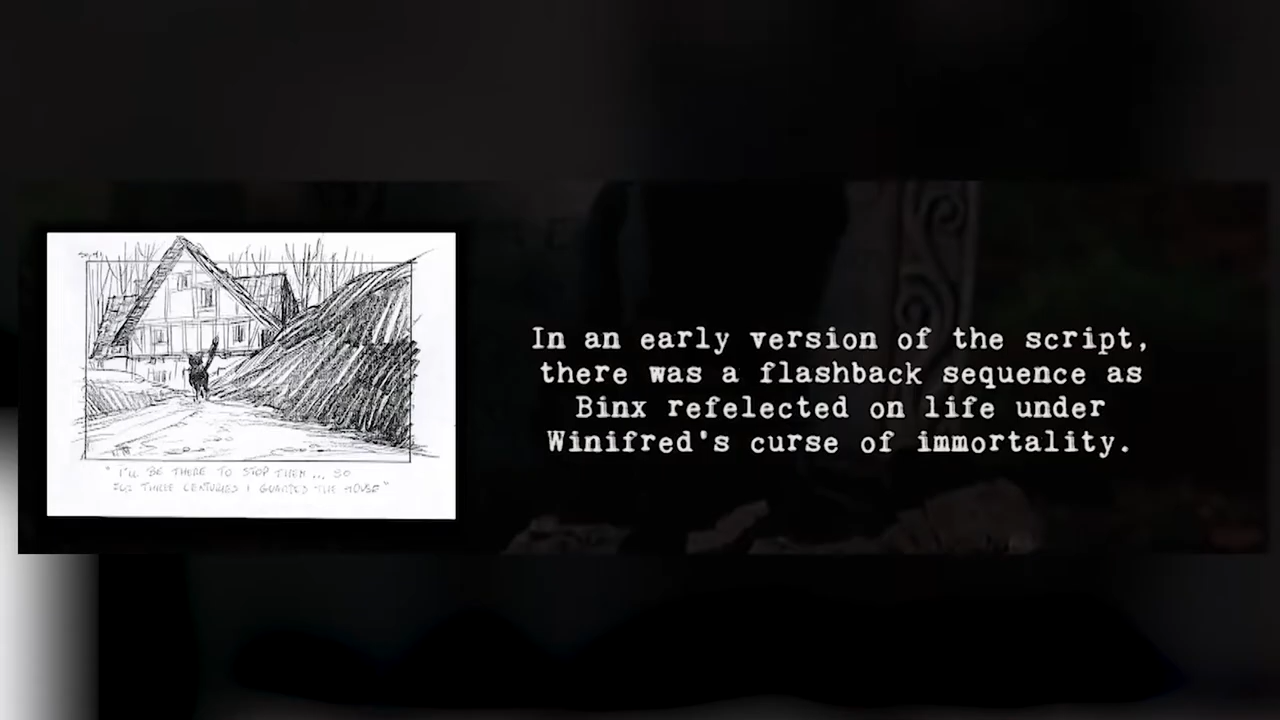 "I'LL BE THERE TO STOP THEM... SO
FOR THREE CENTURIES I GUARDED THE HOUSE"
In an early version of the script,
there was a flashback sequence as
Binx refelected on life under
Winifred's curse of immortality.